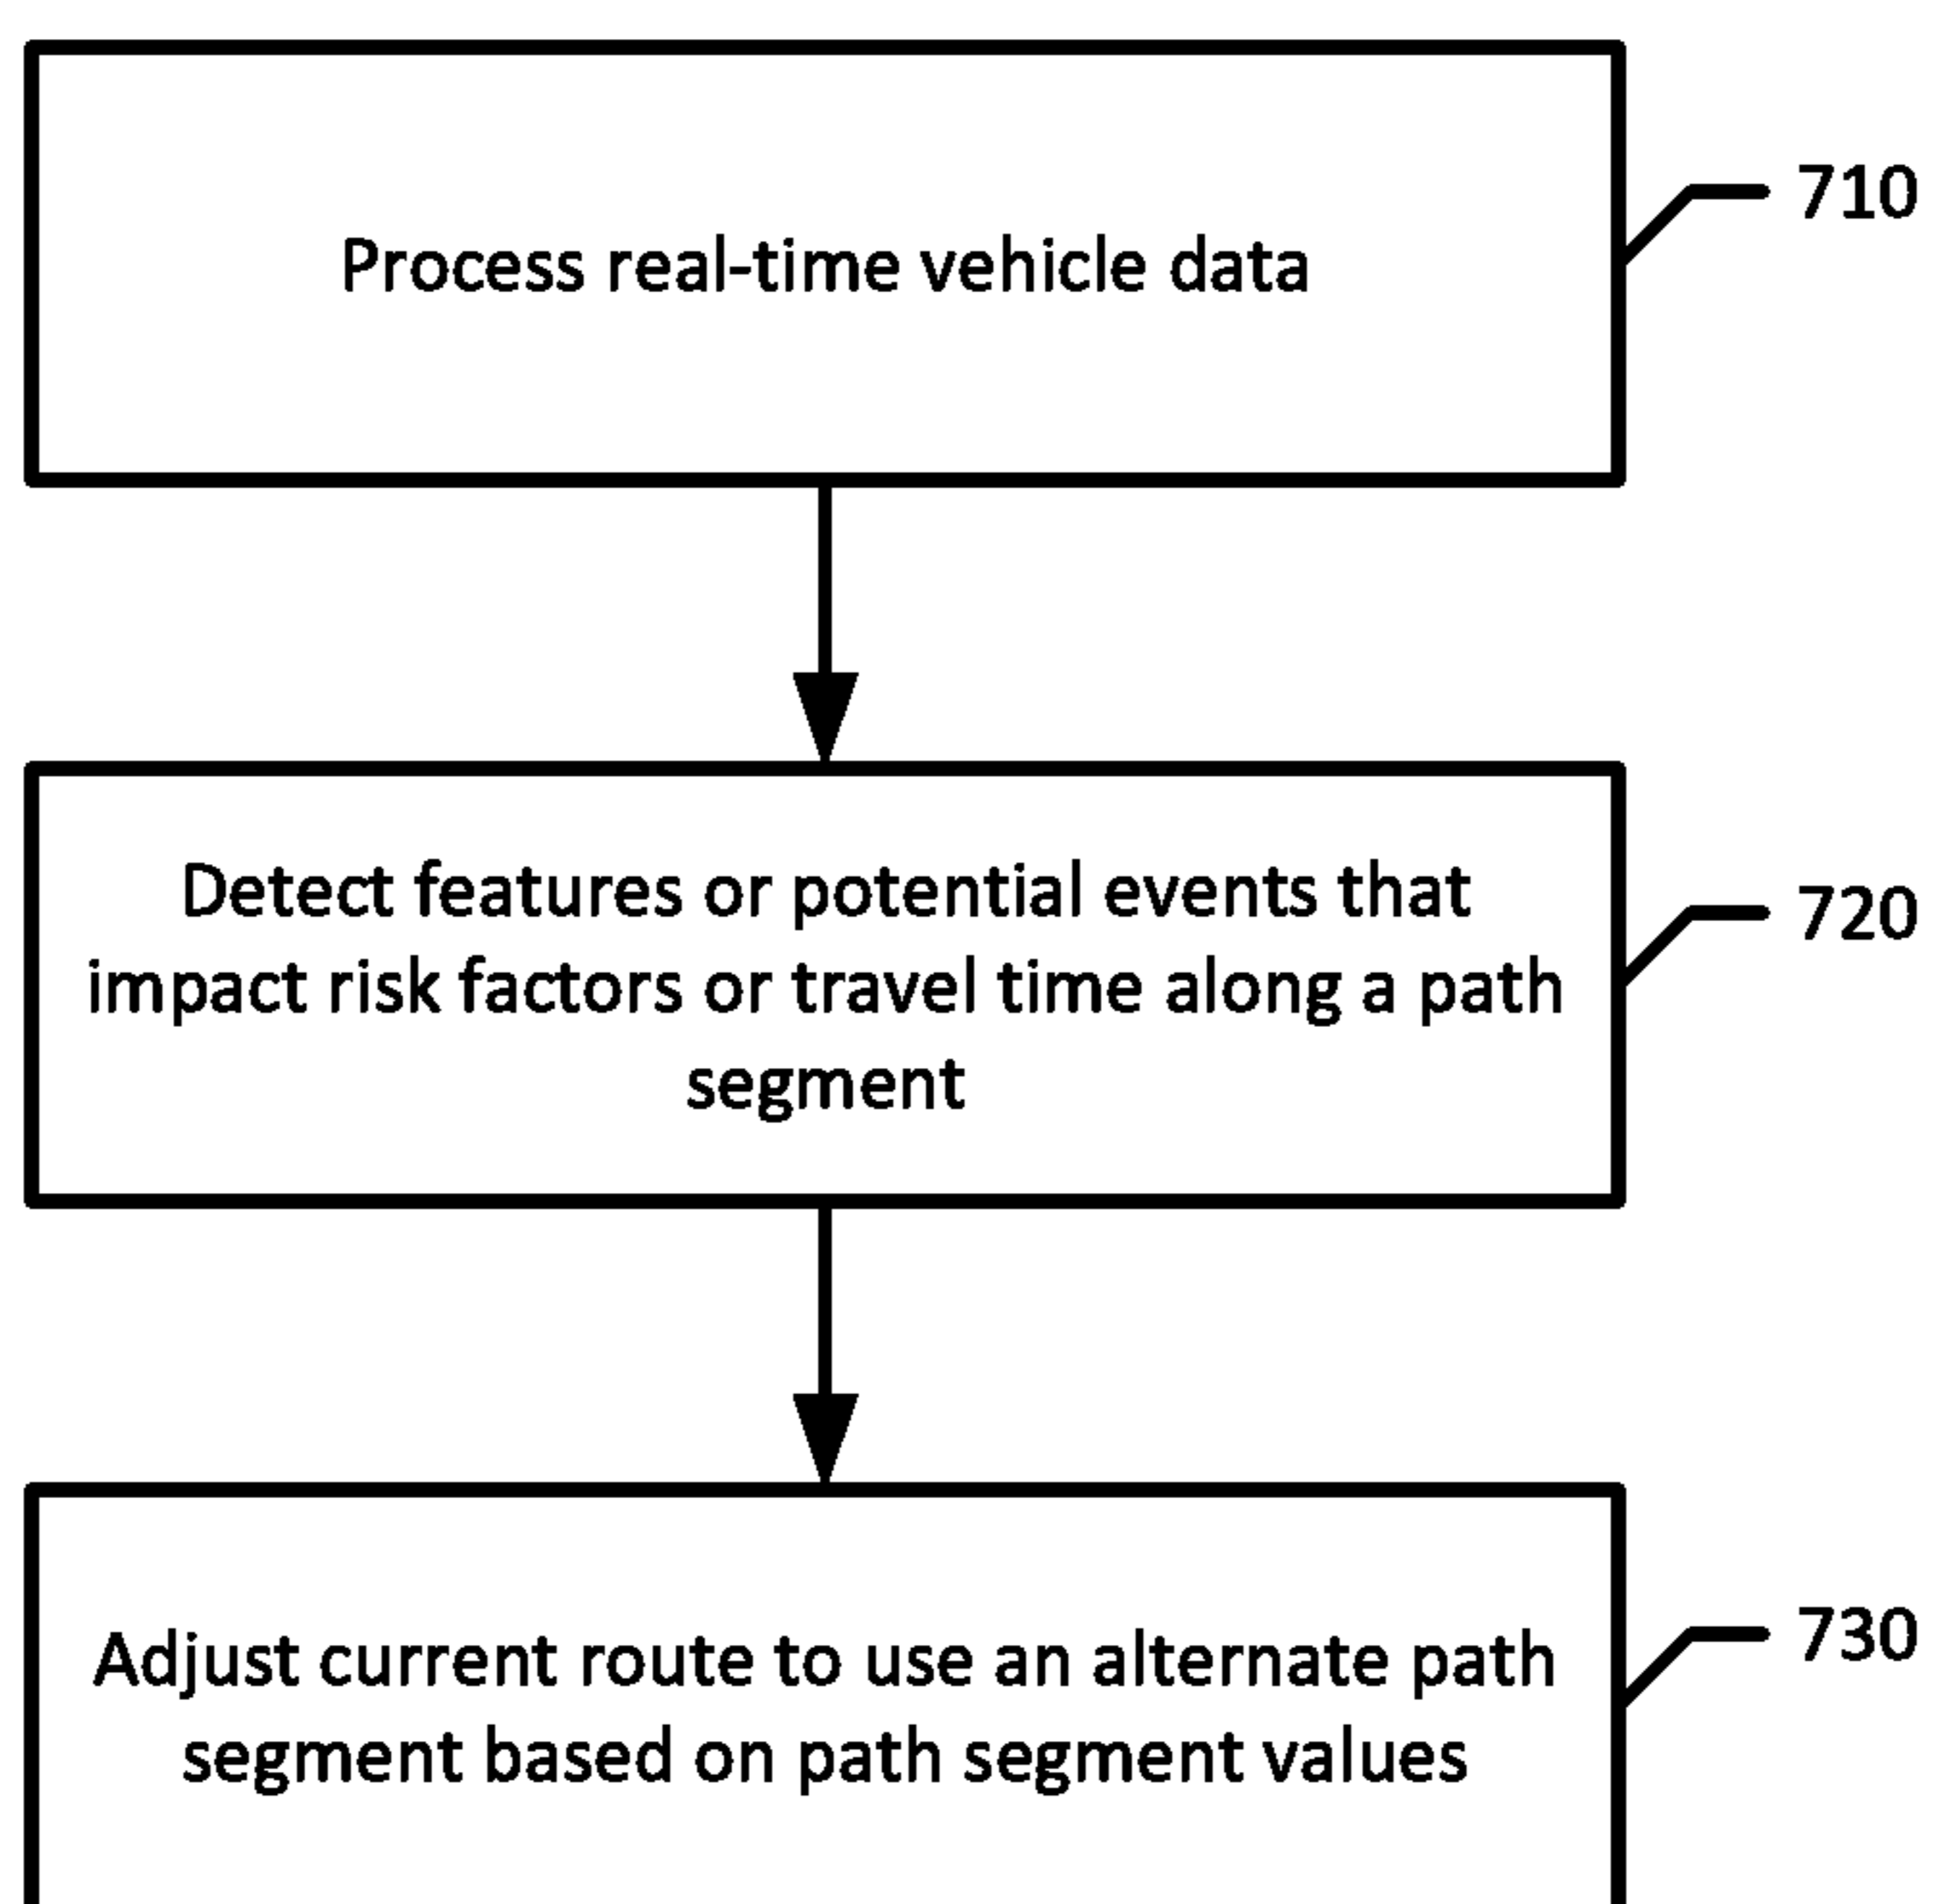 Process real-time vehicle data
710
Detect features or potential events that
impact risk factors or travel time along a path
segment
720
Adjust current route to use an alternate path
segment based on path segment values
730